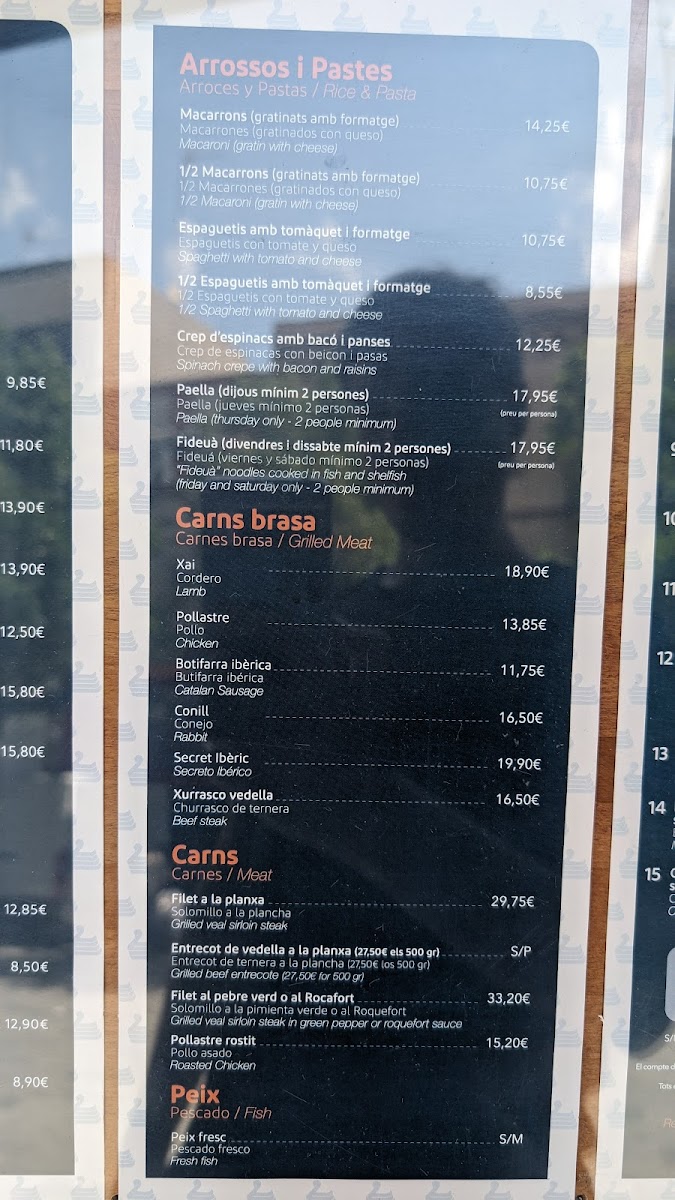 9,85€
11,80€
13,90€
13,90€
12,50€
15,80€
15,80€
12,85€
8,50€
12,90€
8,90€
Arrossos i Pastes
Arroces y Pastas / Rice & Pasta
Macarrons (gratinats amb formatge) 14,25€
Macarrones (gratinados con queso)
Macaroni (gratin with cheese)
1/2 Macarrons (gratinats amb formatge) 10,75€
1/2 Macarrones (gratinados con queso)
1/2 Macaroni (gratin with cheese)
Espaguetis amb tomàquet i formatge 10,75€
Espaguetis con tomate y queso
Spaghetti with tomato and cheese
1/2 Espaguetis amb tomàquet i formatge 8,55€
1/2 Espaguetis con tomate y queso
1/2 Spaghetti with tomato and cheese
Crep d'espinacs amb bacó i panses 12,25€
Crep de espinacas con beicon i pasas
Spinach crepe with bacon and raisins
Paella (dijous mínim 2 persones) 17,95€
Paella (jueves mínimo 2 personas) (preu per persona)
Paella (thursday only - 2 people minimum)
Fideuà (divendres i dissabte mínim 2 persones) 17,95€
Fideuá (viernes y sábado mínimo 2 personas) (preu per persona)
"Fideuà" noodles cooked in fish and shelfish
(friday and saturday only - 2 people minimum)
Carns brasa
Carnes brasa / Grilled Meat
Xai 18,90€
Cordero
Lamb
Pollastre 13,85€
Pollo
Chicken
Botifarra ibèrica 11,75€
Butifarra ibérica
Catalan Sausage
Conill 16,50€
Conejo
Rabbit
Secret Ibèric 19,90€
Secreto Ibérico
Xurrasco vedella 16,50€
Churrasco de ternera
Beef steak
Carns
Carnes / Meat
Filet a la planxa 29,75€
Solomillo a la plancha
Grilled veal sirloin steak
Entrecot de vedella a la planxa (27,50€ els 500 gr) S/P
Entrecot de ternera a la plancha (27,50€ los 500 gr)
Grilled beef entrecote (27,50€ for 500 gr)
Filet al pebre verd o al Rocafort 33,20€
Solomillo a la pimienta verde o al Roquefort
Grilled veal sirloin steak in green pepper or roquefort sauce
Pollastre rostit 15,20€
Pollo asado
Roasted Chicken
Peix
Pescado / Fish
Peix fresc S/M
Pescado fresco
Fresh fish
10
11
12
13
14
15
El compte d
Tots